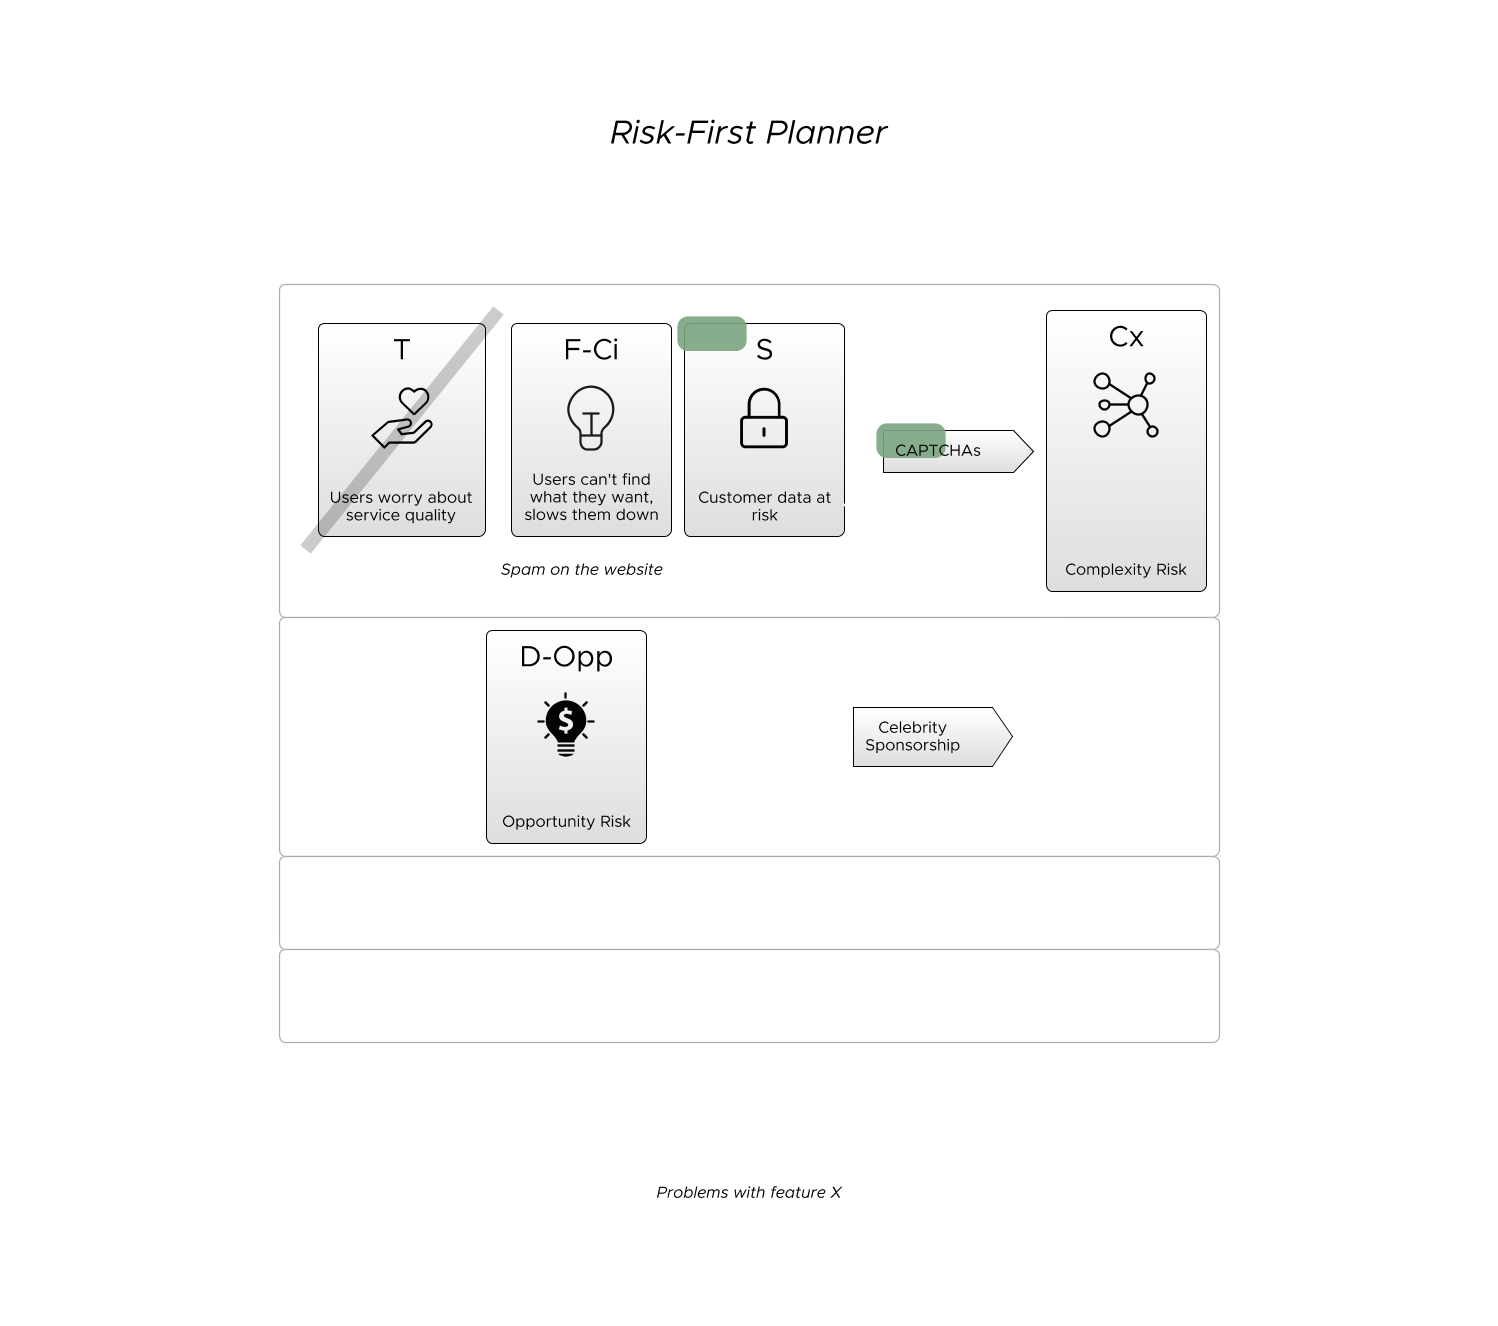 Risk-First Planner
T
Users worry about
service quality
F-Ci
Users can't find
what they want,
slows them down
S
Customer data at
risk
Spam on the website
CAPTCHAs
Cx
Complexity Risk
D-Opp
$
Opportunity Risk
Celebrity
Sponsorship
Problems with feature X